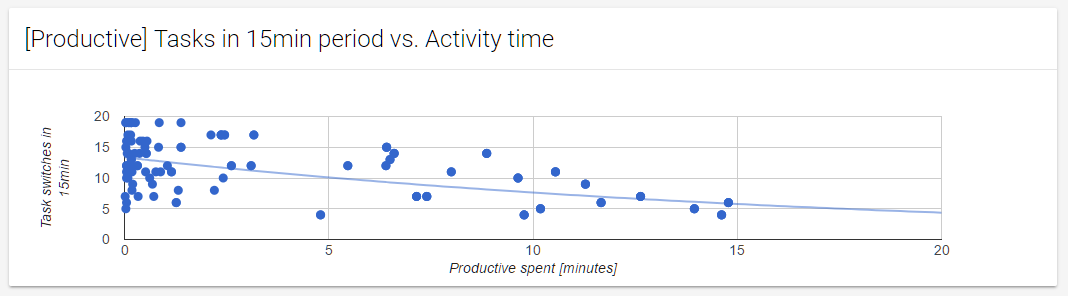 [Productive] Tasks in 15min period vs. Activity time
Task switches in
15min
20
15
10
5
0
0 5 10 15 20
Productive spent [minutes]